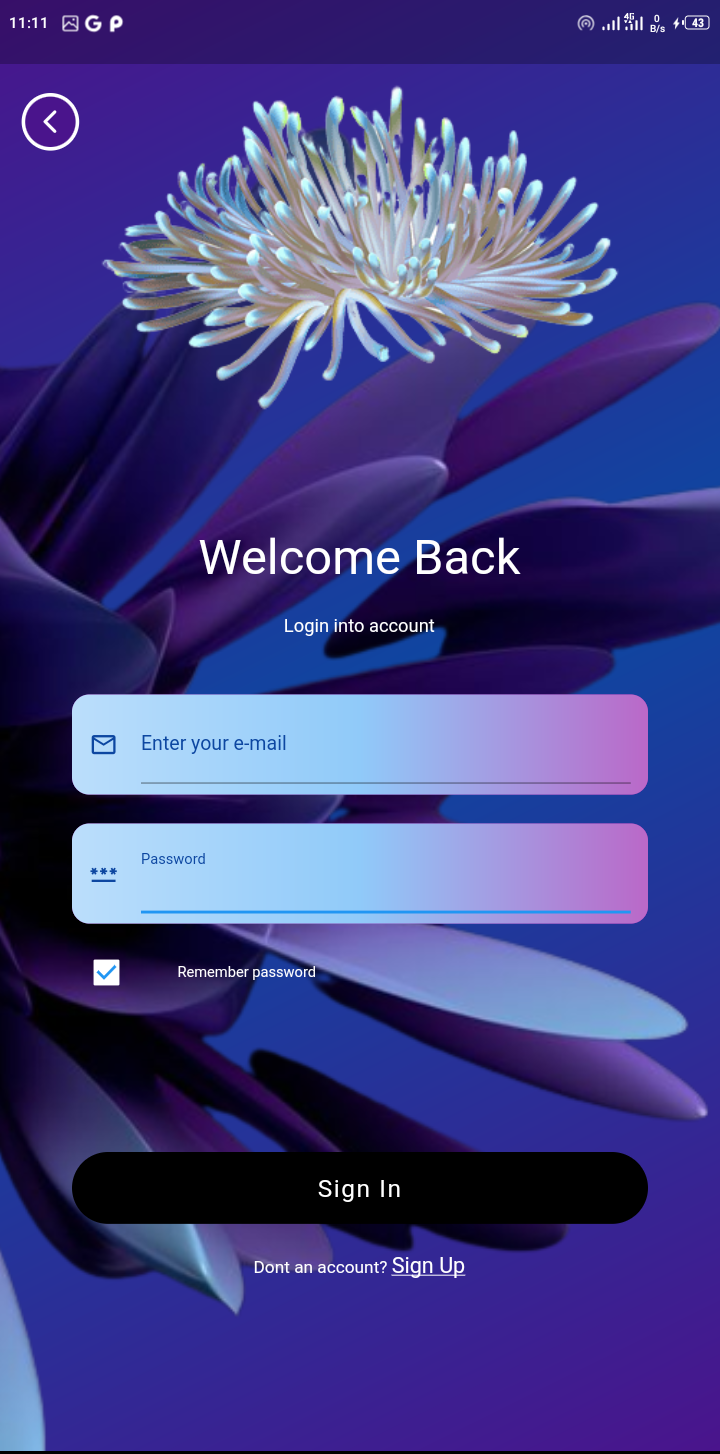 11:11 4G 0 B/s 43
Welcome Back
Login into account
Enter your e-mail
Password
***
Remember password
Sign In
Dont an account? Sign Up